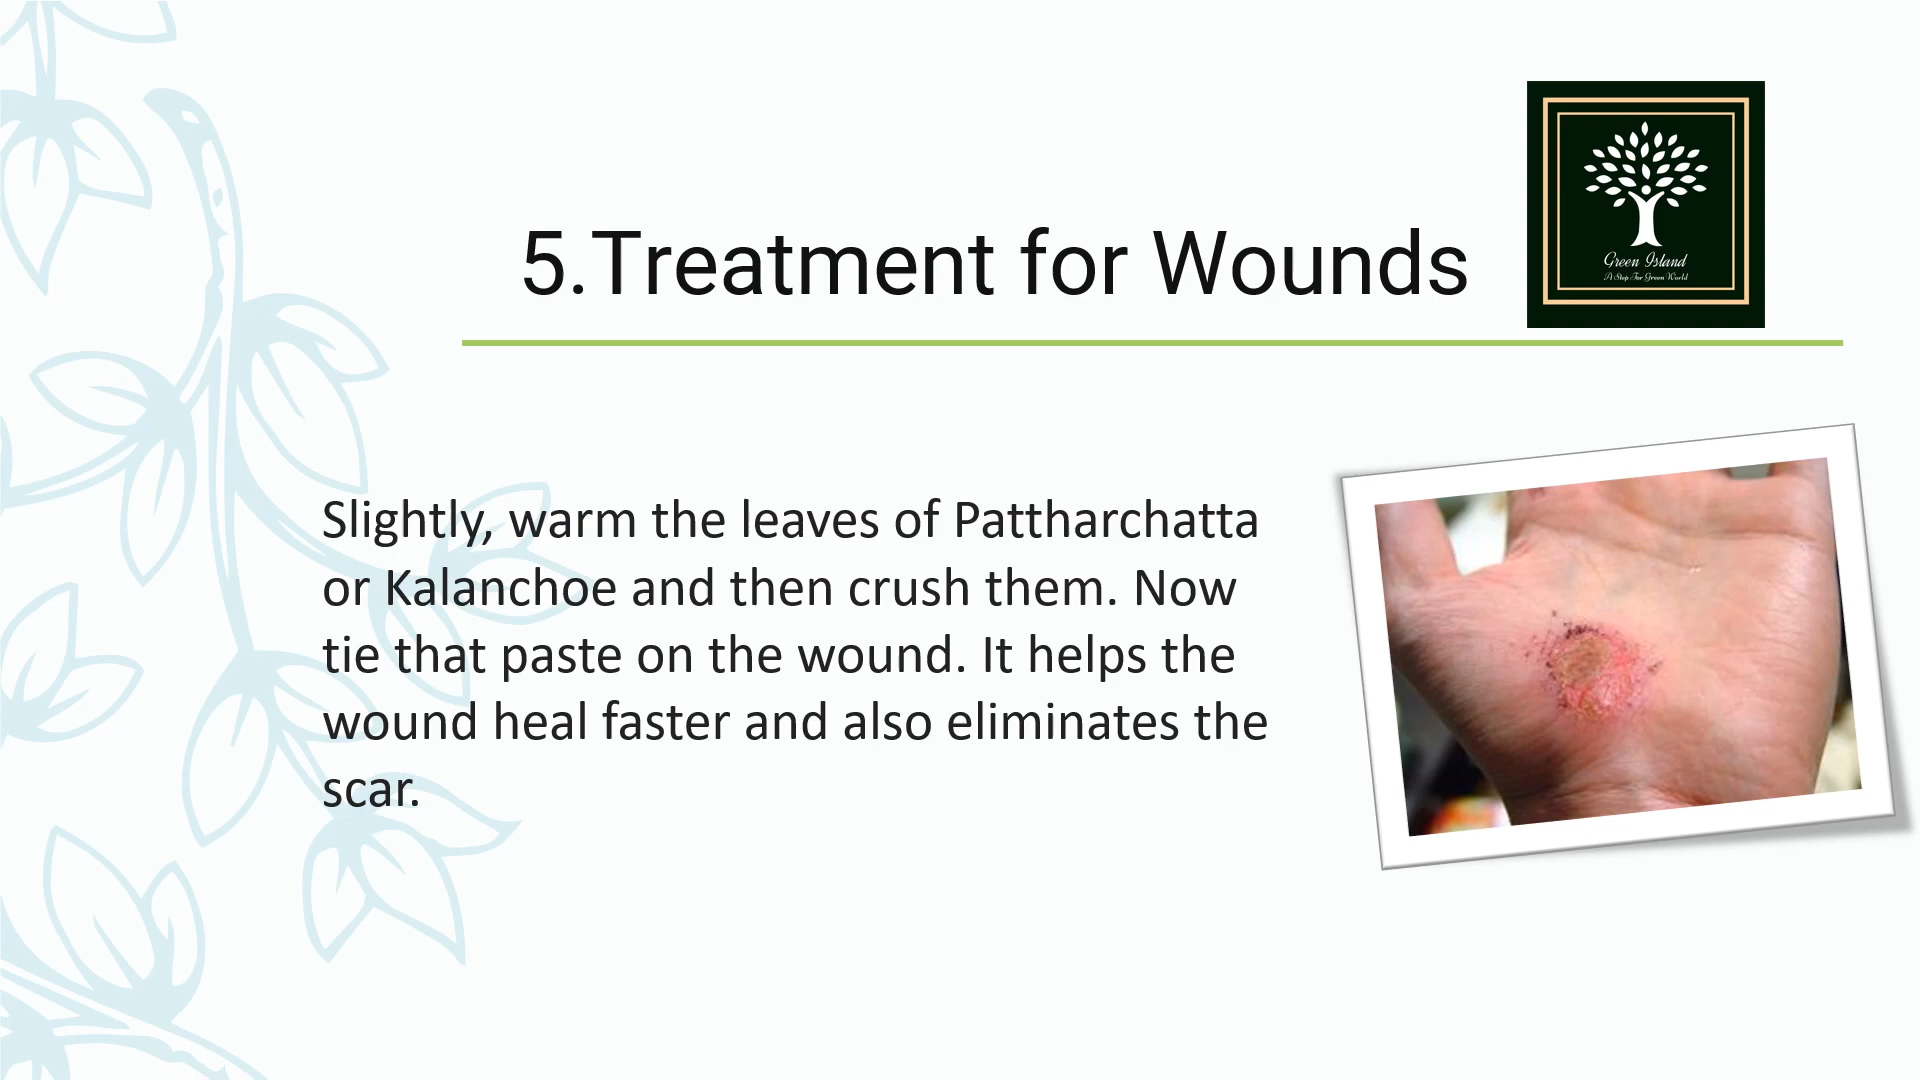 5.Treatment for Wounds
Green Island
A Step For Green World
Slightly, warm the leaves of Pattharchatta
or Kalanchoe and then crush them. Now
tie that paste on the wound. It helps the
wound heal faster and also eliminates the
scar.